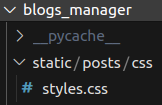 blogs_manager
__pycache__
static/posts/css
# styles.css